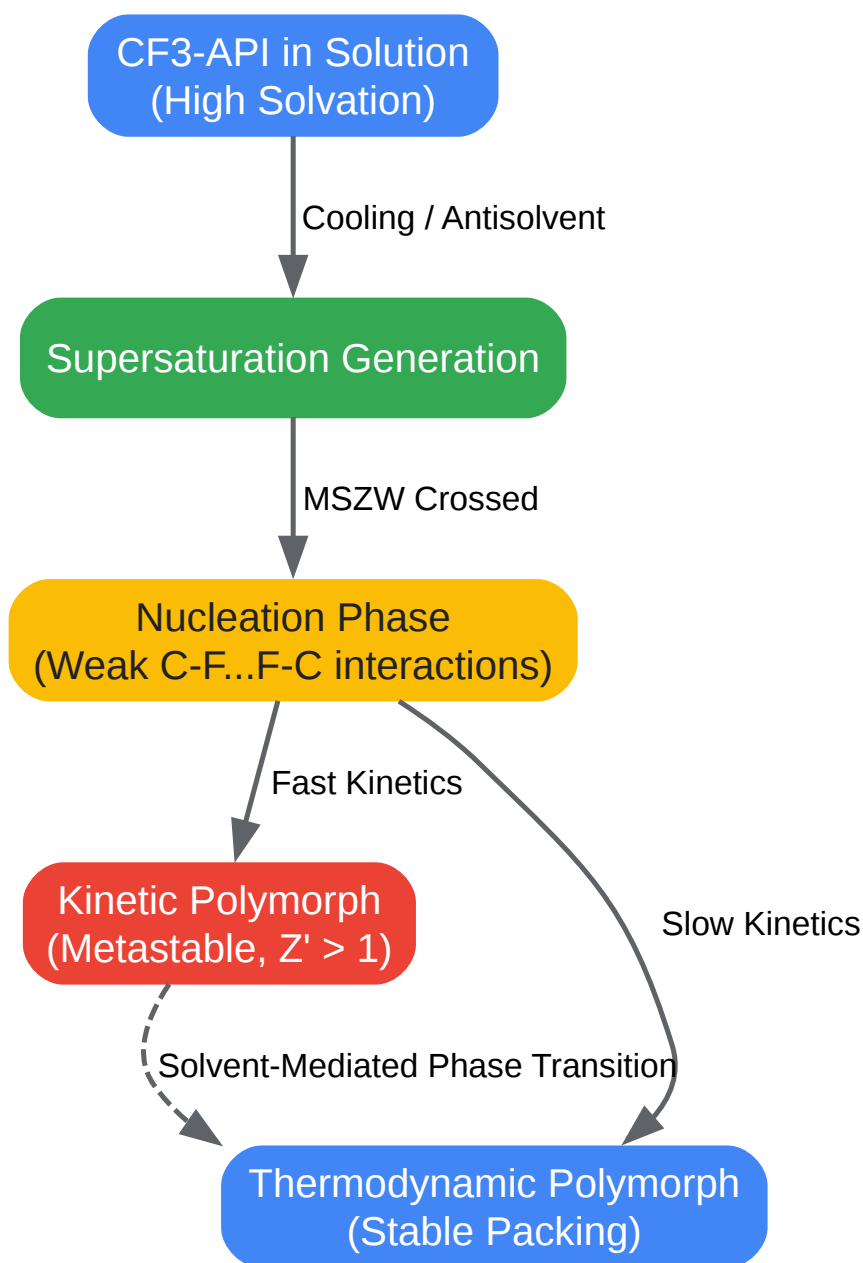 CF3-API in Solution
(High Solvation)
Cooling / Antisolvent
Supersaturation Generation
MSZW Crossed
Nucleation Phase
(Weak C-F...F-C interactions)
Fast Kinetics
Kinetic Polymorph
(Metastable, Z' > 1)
Slow Kinetics
Solvent-Mediated Phase Transition
Thermodynamic Polymorph
(Stable Packing)